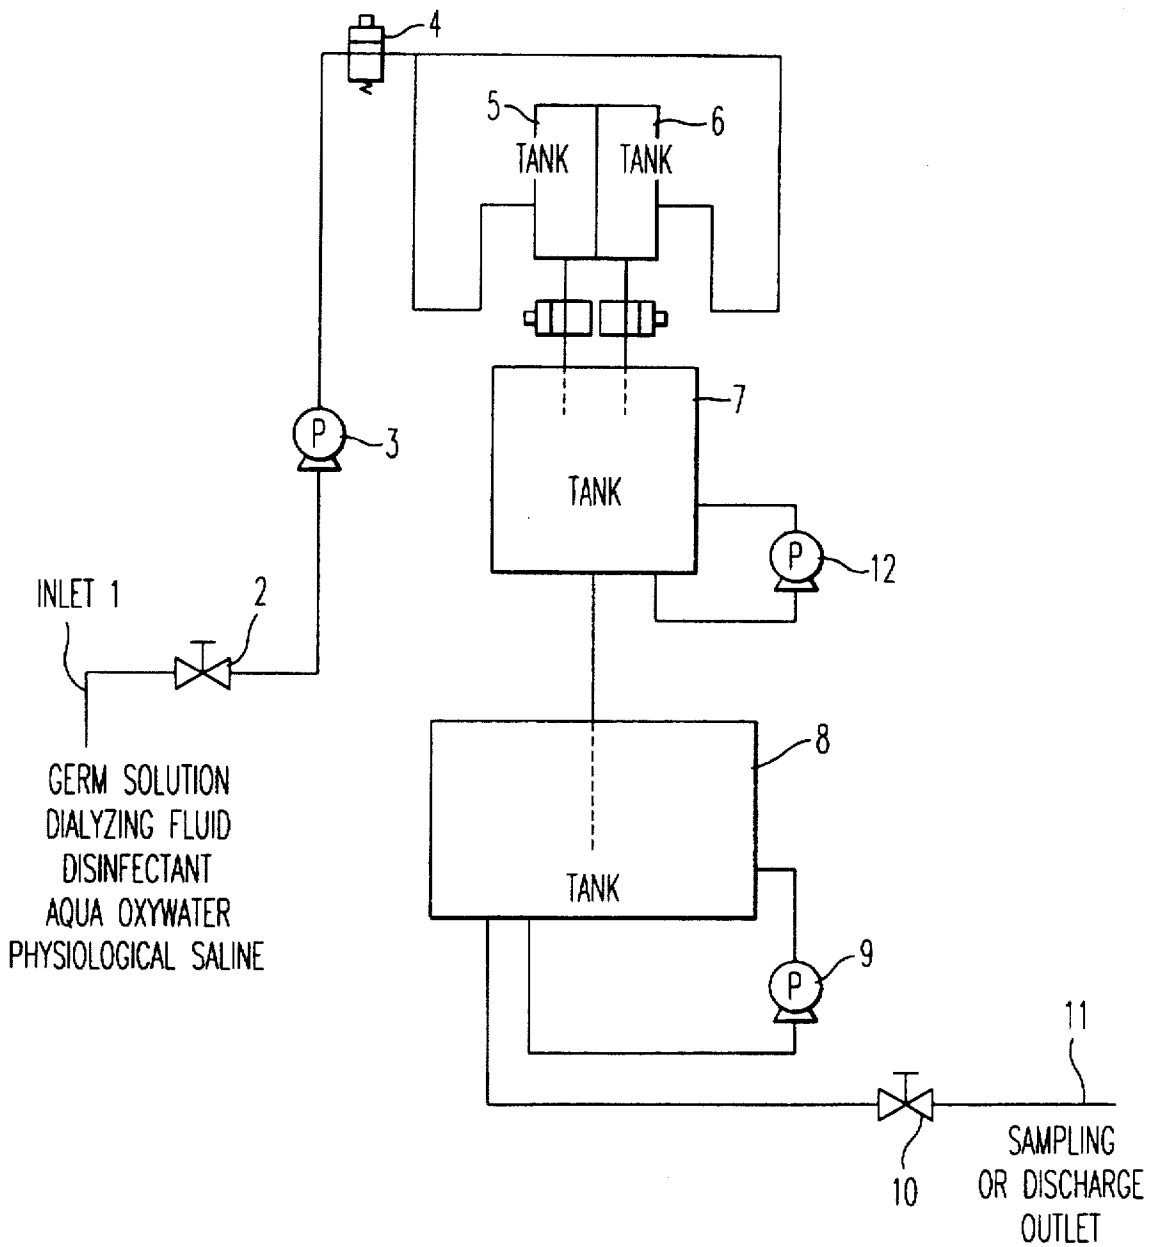 4
5
6
TANK
TANK
7
P
3
TANK
P
12
INLET 1
2
8
GERM SOLUTION
DIALYZING FLUID
DISINFECTANT
AQUA OXYWATER
PHYSIOLOGICAL SALINE
TANK
P
9
11
10
SAMPLING
OR DISCHARGE
OUTLET